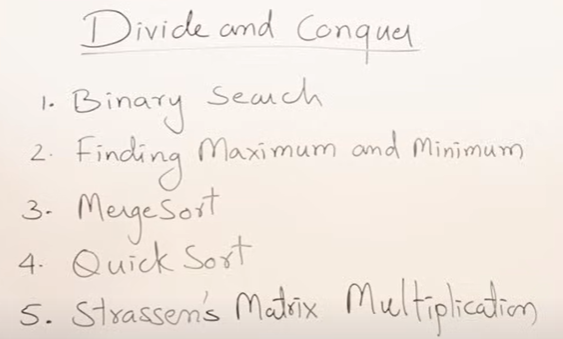 Divide and Conquer
1. Binary Search
2. Finding Maximum and Minimum
3. MergeSort
4. Quick Sort
5. Strassen's Matrix Multiplication